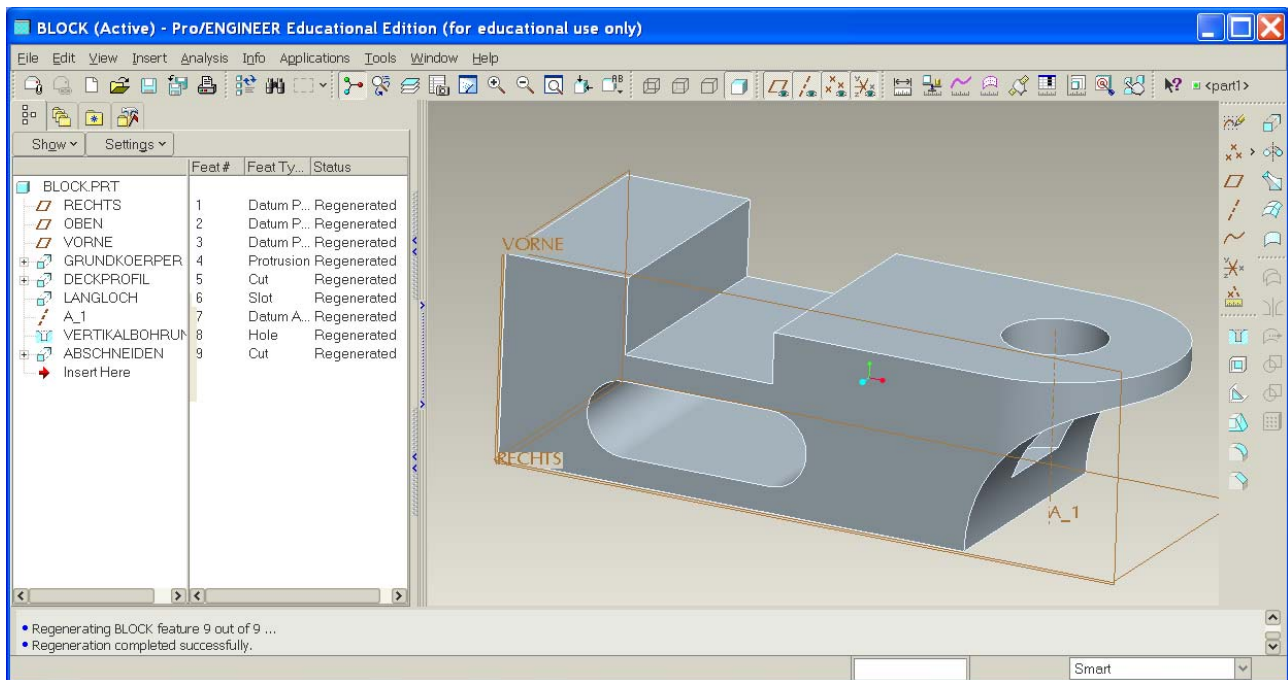 BLOCK (Active) - Pro/ENGINEER Educational Edition (for educational use only)
File Edit View Insert Analysis Info Applications Tools Window Help
<part1>
Show Settings
Feat # Feat Ty... Status
BLOCK.PRT
RECHTS 1 Datum P... Regenerated
OBEN 2 Datum P... Regenerated
VORNE 3 Datum P... Regenerated
GRUNDKOERPER 4 Protrusion Regenerated
DECKPROFIL 5 Cut Regenerated
LANGLOCH 6 Slot Regenerated
A_1 7 Datum A... Regenerated
VERTIKALBOHRUN 8 Hole Regenerated
ABSCHNEIDEN 9 Cut Regenerated
Insert Here
VORNE
RECHTS
A_1
• Regenerating BLOCK feature 9 out of 9 ...
• Regeneration completed successfully.
Smart